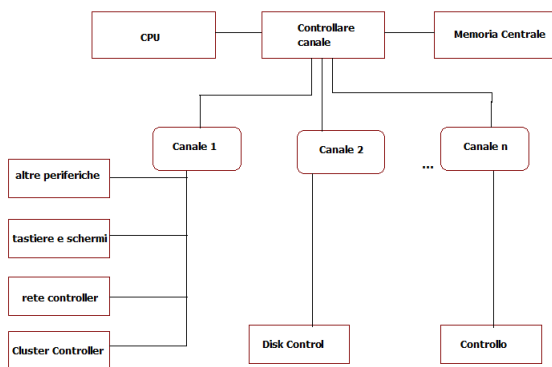 CPU
Controllare
canale
Memoria Centrale
Canale 1
Canale 2
...
Canale n
altre periferiche
tastiere e schermi
rete controller
Cluster Controller
Disk Control
Controllo